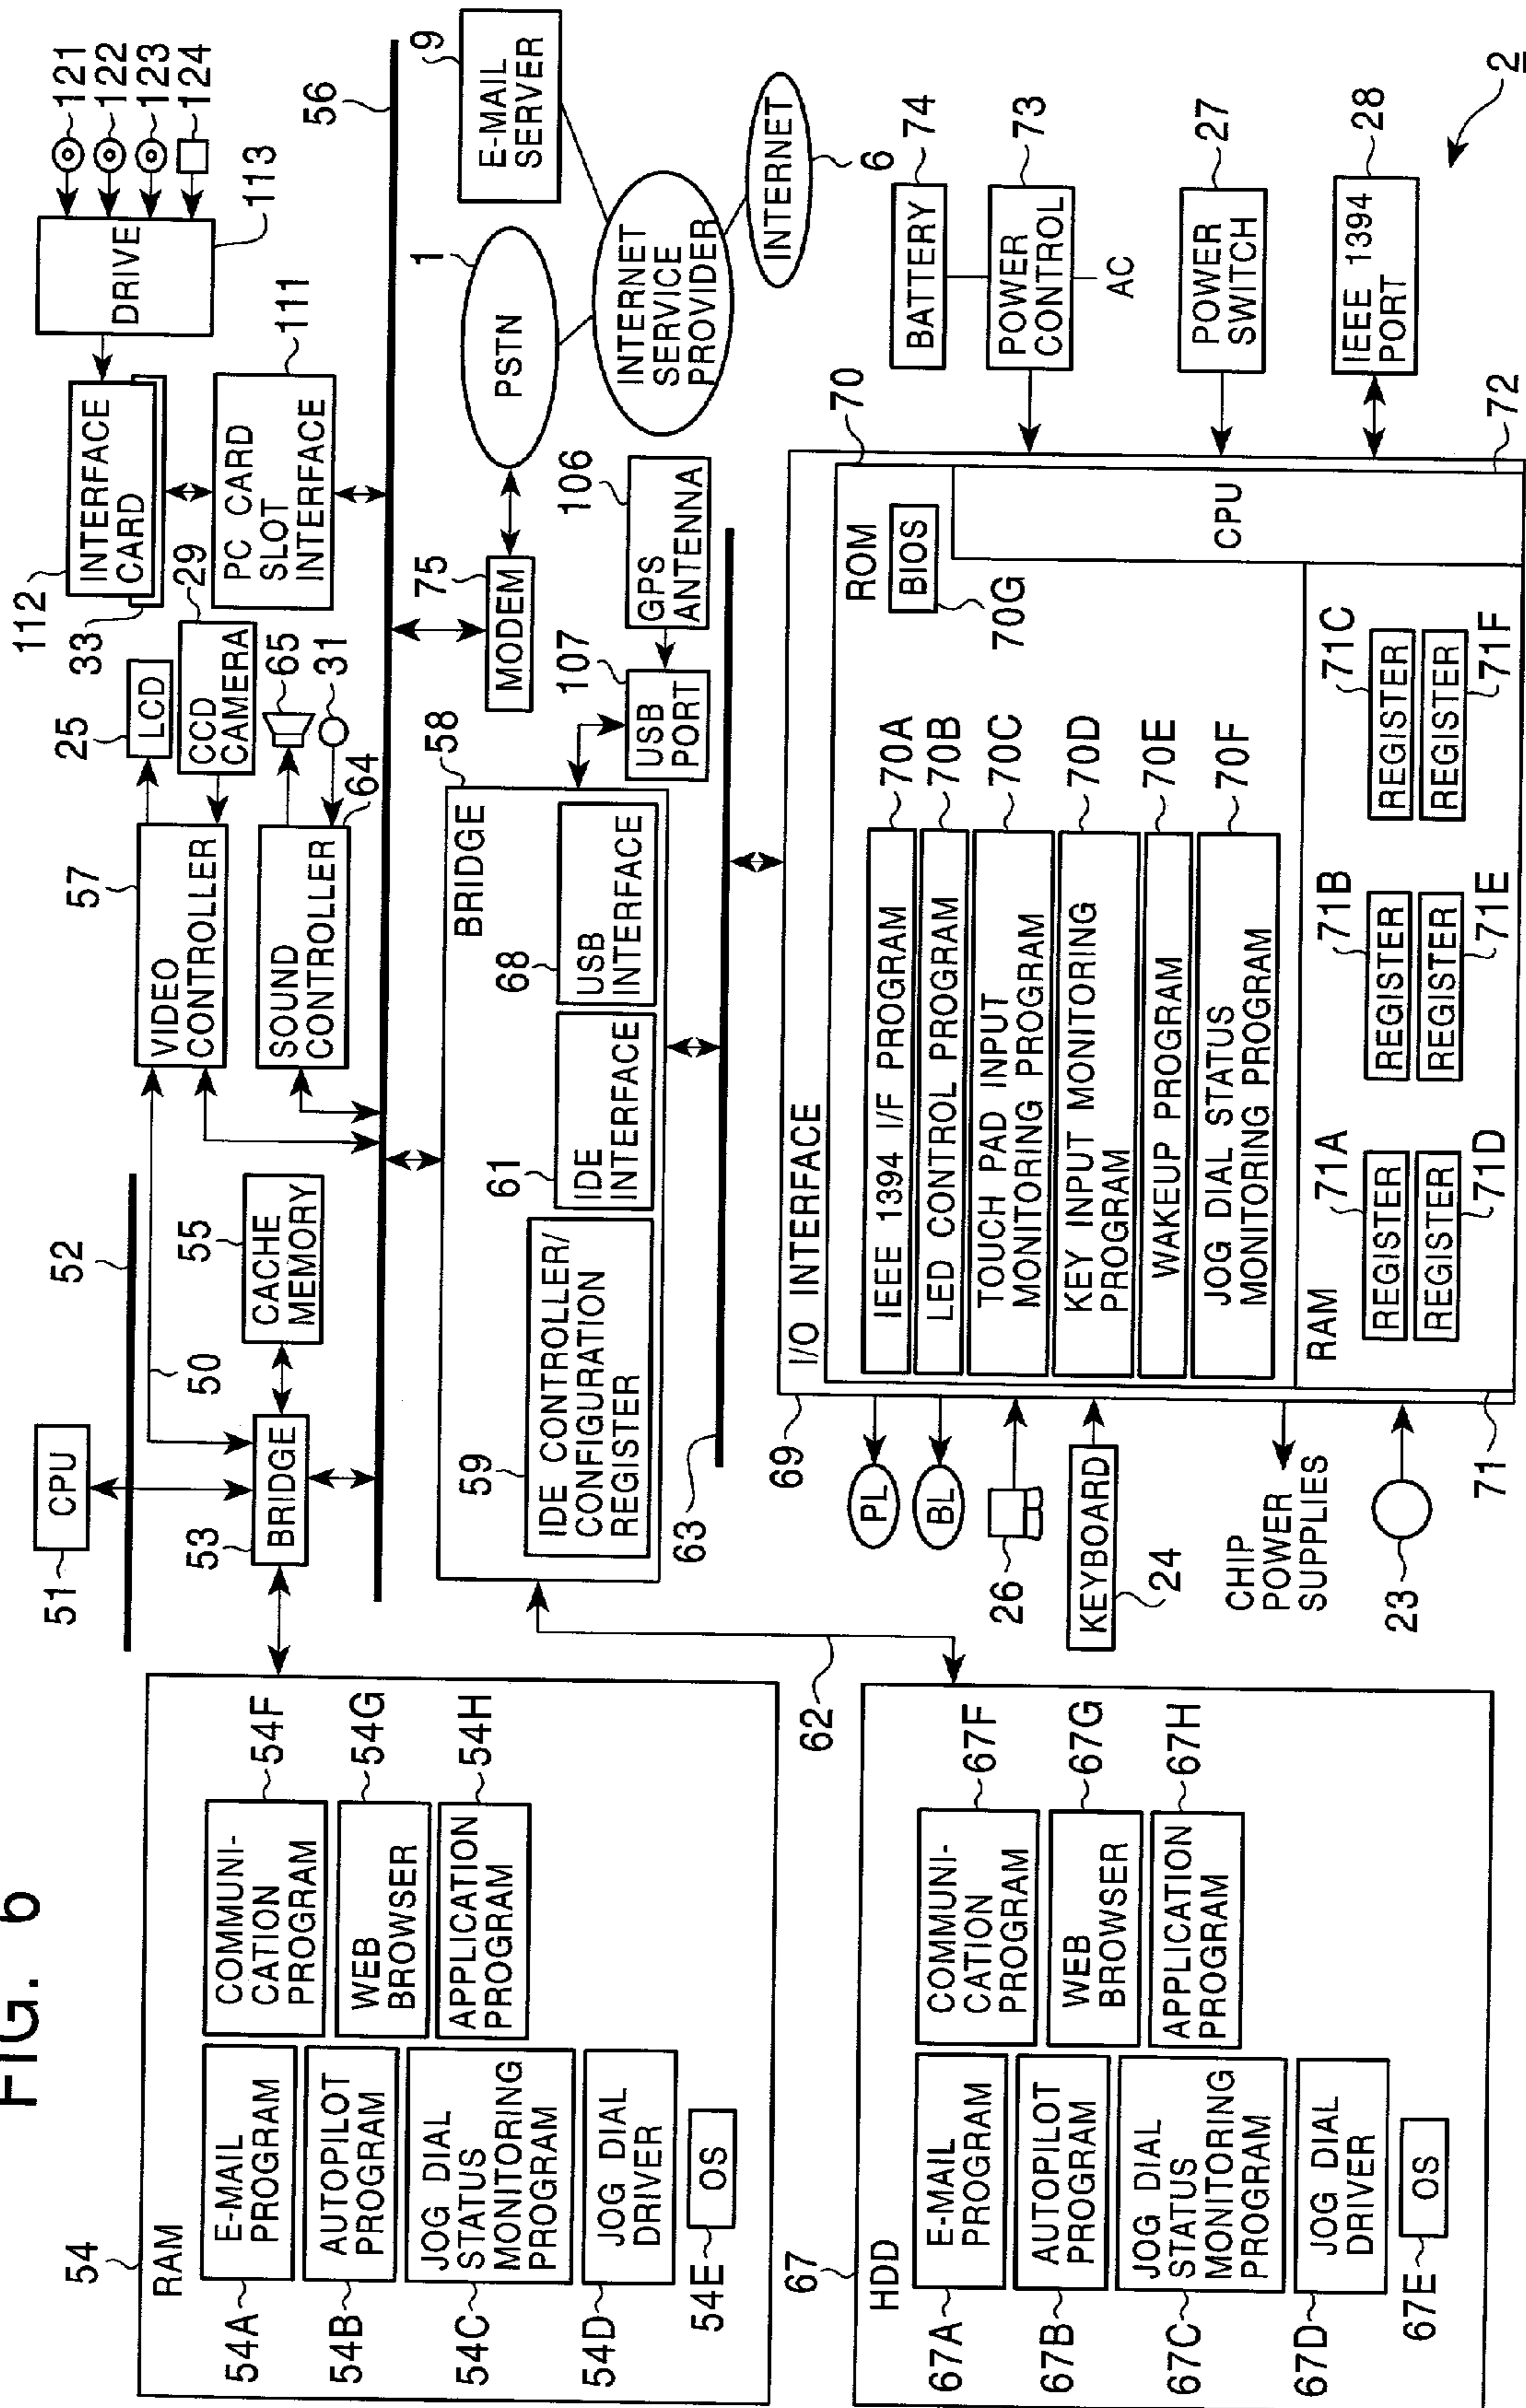 FIG. 6
54
RAM
54A
E-MAIL
PROGRAM
54B
AUTOPILOT
PROGRAM
54C
JOG DIAL
STATUS
MONITORING
PROGRAM
54D
JOG DIAL
DRIVER
54E
OS
COMMUNI-
CATION
PROGRAM
54F
WEB
BROWSER
54G
APPLICATION
PROGRAM
54H
67
HDD
67A
E-MAIL
PROGRAM
67B
AUTOPILOT
PROGRAM
67C
JOG DIAL
STATUS
MONITORING
PROGRAM
67D
JOG DIAL
DRIVER
67E
OS
COMMUNI-
CATION
PROGRAM
67F
WEB
BROWSER
67G
APPLICATION
PROGRAM
67H
62
51
CPU
52
53
BRIDGE
50
55
CACHE
MEMORY
57
VIDEO
CONTROLLER
SOUND
CONTROLLER
64
25
LCD
29
CCD
CAMERA
65
31
112
33
INTERFACE
CARD
PC CARD
SLOT
INTERFACE
111
DRIVE
113
121
122
123
124
56
58
BRIDGE
59
IDE CONTROLLER/
CONFIGURATION
REGISTER
61
IDE
INTERFACE
68
USB
INTERFACE
63
75
MODEM
107
USB
PORT
106
GPS
ANTENNA
1
PSTN
9
E-MAIL
SERVER
INTERNET
SERVICE
PROVIDER
INTERNET
6
69
I/O INTERFACE
IEEE 1394 I/F PROGRAM
70A
LED CONTROL PROGRAM
70B
TOUCH PAD INPUT
MONITORING PROGRAM
70C
KEY INPUT MONITORING
PROGRAM
70D
WAKEUP PROGRAM
70E
JOG DIAL STATUS
MONITORING PROGRAM
70F
ROM
70
BIOS
70G
CPU
72
RAM
71
71A
REGISTER
71B
REGISTER
71C
REGISTER
REGISTER
71D
REGISTER
71E
REGISTER
71F
PL
BL
26
KEYBOARD
24
CHIP
POWER
SUPPLIES
23
BATTERY
74
POWER
CONTROL
73
AC
POWER
SWITCH
27
IEEE 1394
PORT
28
2